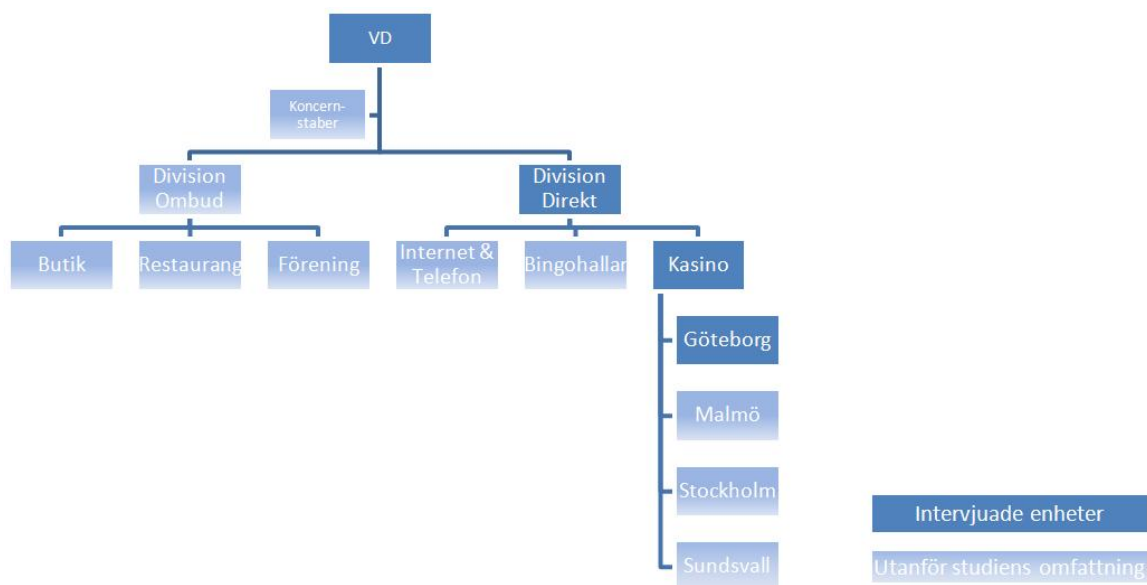 VD
Koncern-
staber
Division
Ombud
Division
Direkt
Butik
Restaurang
Förening
Internet &
Telefon
Bingohallar
Kasino
Göteborg
Malmö
Stockholm
Sundsvall
Intervjuade enheter
Utanför studiens omfattning